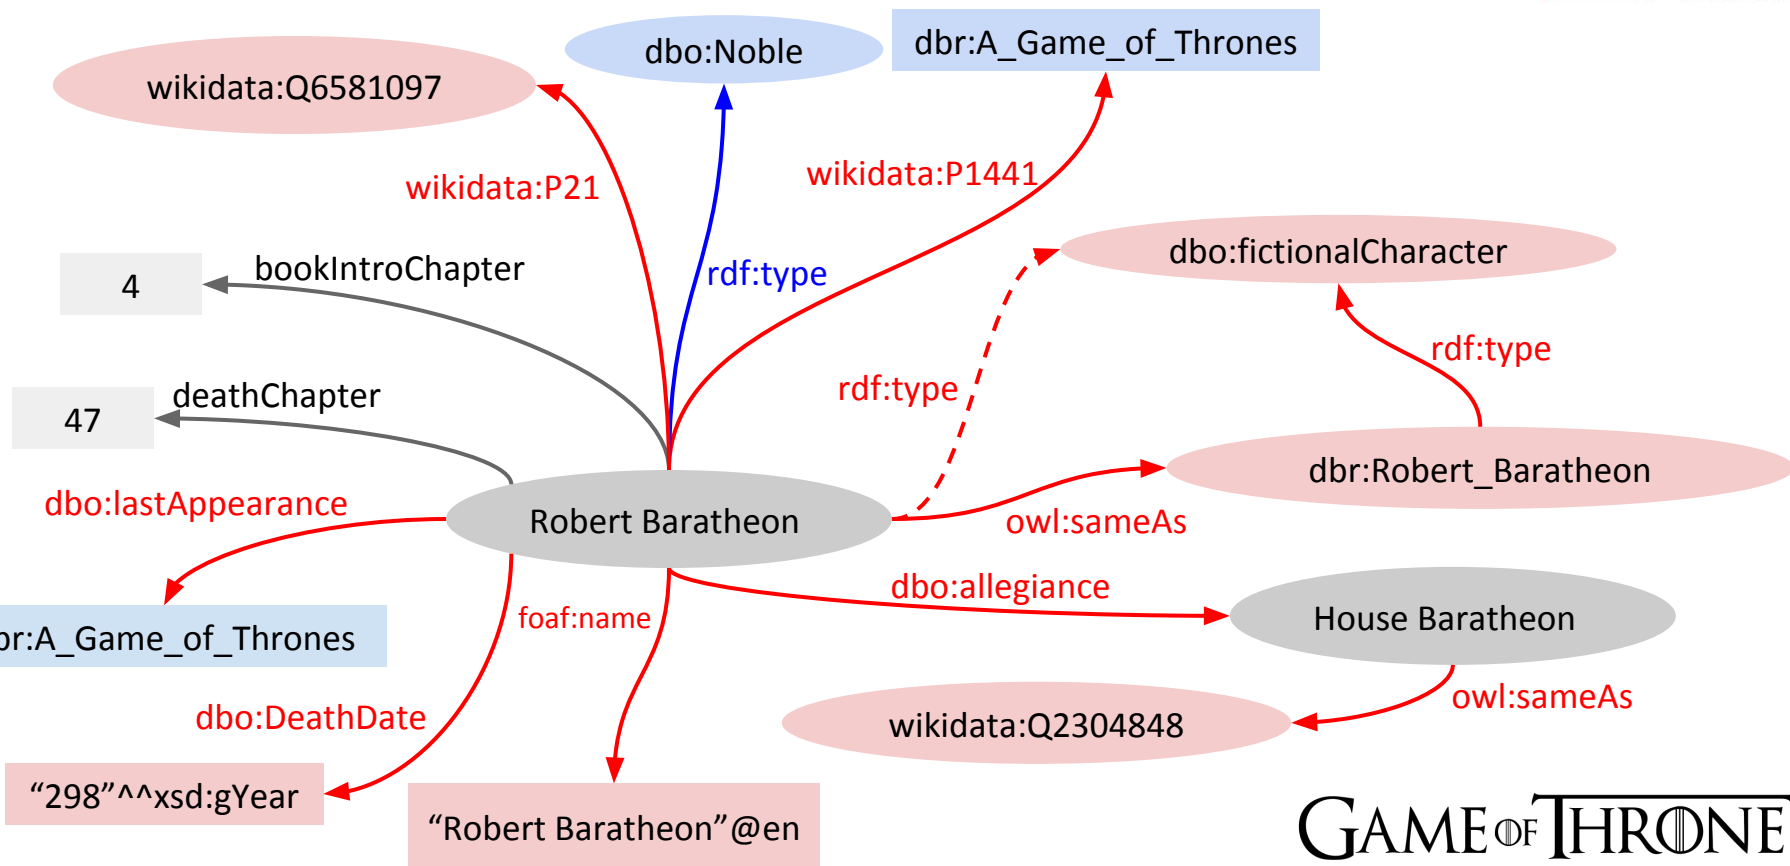 dbo:Noble
dbr:A_Game_of_Thrones
wikidata:Q6581097
wikidata:P21
wikidata:P1441
dbo:fictionalCharacter
bookIntroChapter
rdf:type
4
rdf:type
deathChapter
rdf:type
47
dbr:Robert_Baratheon
dbo:lastAppearance
Robert Baratheon
owl:sameAs
dbo:allegiance
foaf:name
House Baratheon
br:A_Game_of_Thrones
owl:sameAs
dbo:DeathDate
wikidata:Q2304848
“298”^^xsd:gYear
“Robert Baratheon”@en
GAME OF THRONE